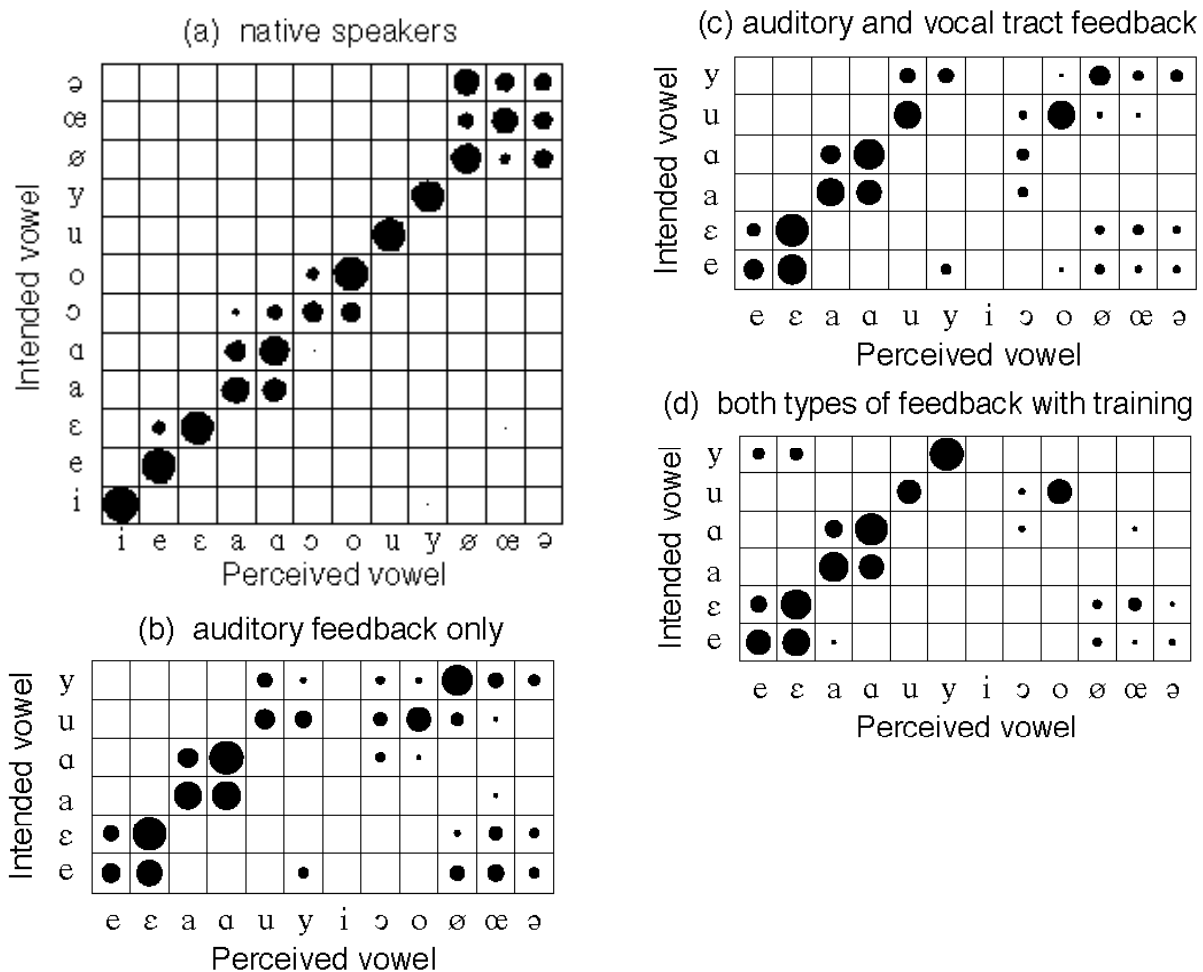 (a) native speakers
Intended vowel
ə
œ
ø
y
u
o
ɔ
ɑ
a
ɛ
e
i
i e ɛ a ɑ ɔ o u y ø œ ə
Perceived vowel
(b) auditory feedback only
Intended vowel
y
u
ɑ
a
ɛ
e
e ɛ a ɑ u y i ɔ o ø œ ə
Perceived vowel
(c) auditory and vocal tract feedback
Intended vowel
y
u
ɑ
a
ɛ
e
e ɛ a ɑ u y i ɔ o ø œ ə
Perceived vowel
(d) both types of feedback with training
Intended vowel
y
u
ɑ
a
ɛ
e
e ɛ a ɑ u y i ɔ o ø œ ə
Perceived vowel